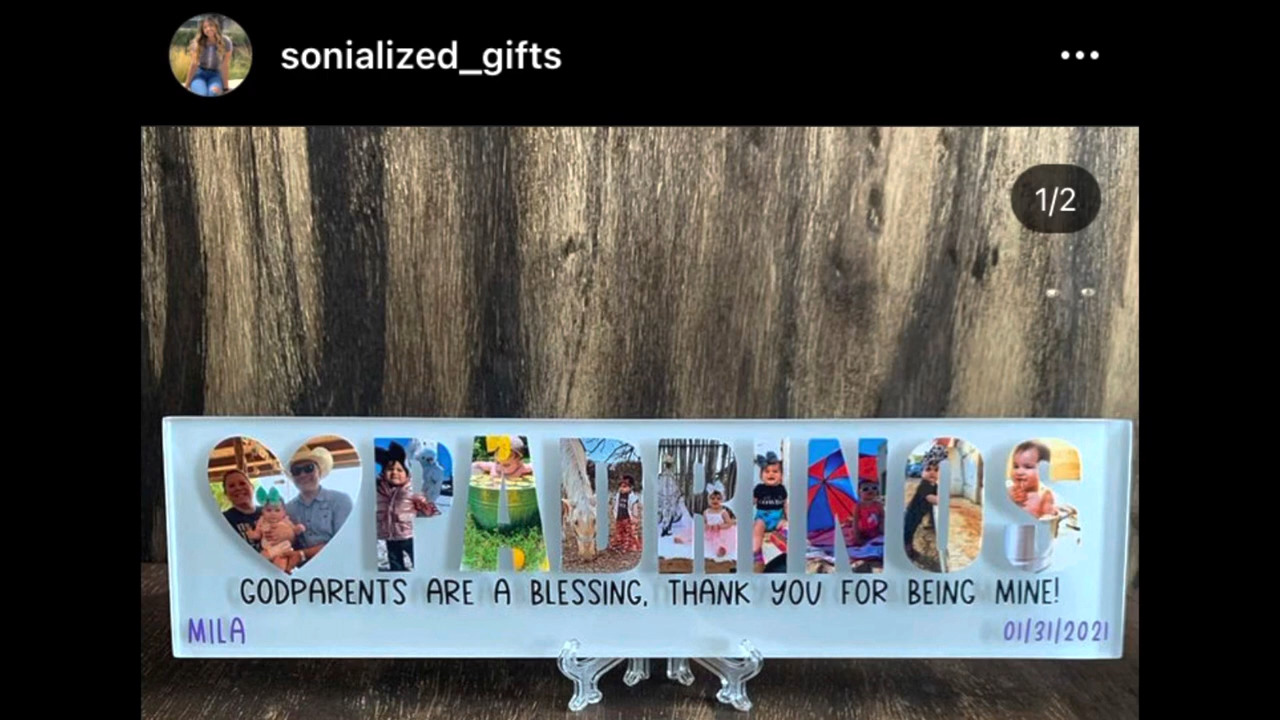 sonialized_gifts
1/2
PADRINOS
GODPARENTS ARE A BLESSING, THANK YOU FOR BEING MINE!
MILA
01/31/2021